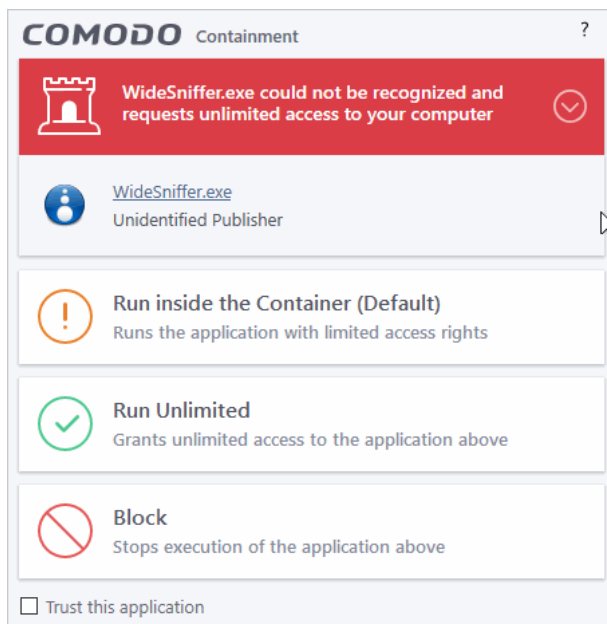 COMODO Containment ?
WideSniffer.exe could not be recognized and
requests unlimited access to your computer
WideSniffer.exe
Unidentified Publisher
Run inside the Container (Default)
Runs the application with limited access rights
Run Unlimited
Grants unlimited access to the application above
Block
Stops execution of the application above
Trust this application